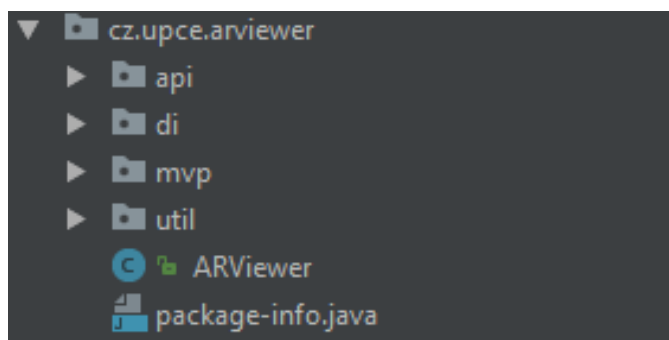 cz.upce.arviewer
api
di
mvp
util
ARViewer
package-info.java